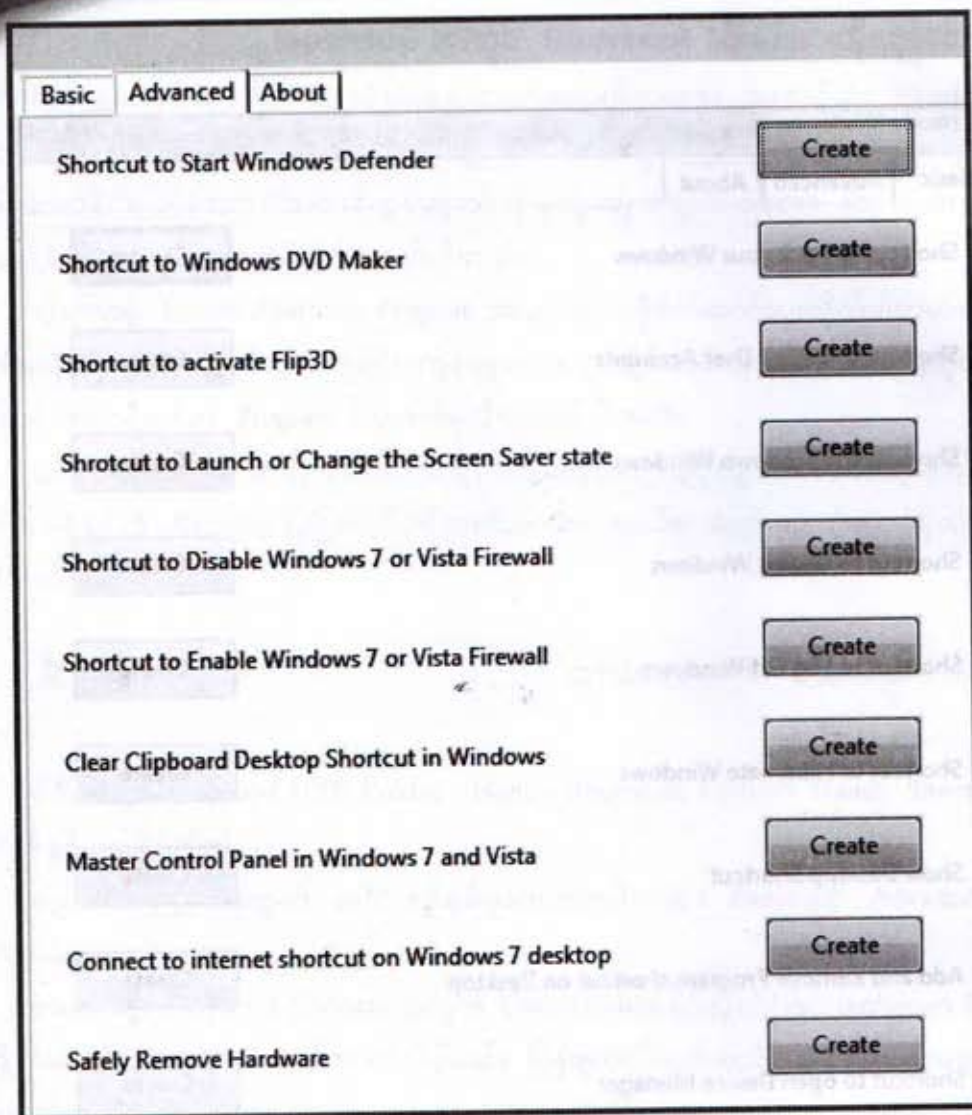 Basic Advanced About
Shortcut to Start Windows Defender Create
Shortcut to Windows DVD Maker Create
Shortcut to activate Flip3D Create
Shrotcut to Launch or Change the Screen Saver state Create
Shortcut to Disable Windows 7 or Vista Firewall Create
Shortcut to Enable Windows 7 or Vista Firewall Create
Clear Clipboard Desktop Shortcut in Windows Create
Master Control Panel in Windows 7 and Vista Create
Connect to internet shortcut on Windows 7 desktop Create
Safely Remove Hardware Create